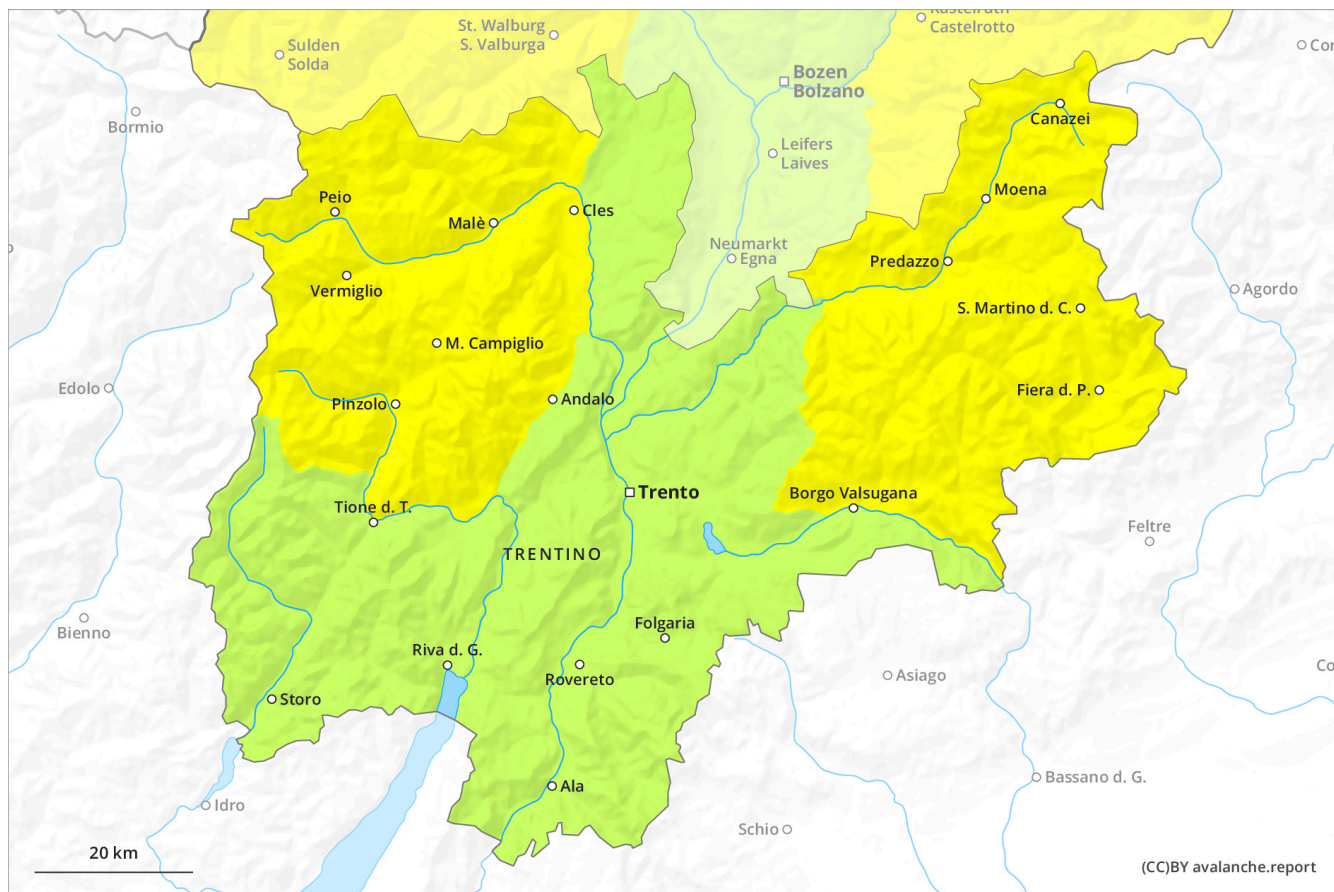 Kastelruth
Castelrotto
St. Walburg
S. Valburga
Sulden
Solda
Cor
Bozen
Bolzano
Bormio
Canazei
Leifers
Laives
Moena
Peio
Malè
Cles
Neumarkt
Egna
Predazzo
Vermiglio
Agordo
S. Martino d. C.
M. Campiglio
Edolo
Pinzolo
Andalo
Fiera d. P.
Trento
Borgo Valsugana
Tione d. T.
Feltre
TRENTINO
Bienno
Folgaria
Riva d. G.
Rovereto
Asiago
Co
Storo
Ala
Bassano d. G.
Idro
Schio
20 km
(CC)BY avalanche.report